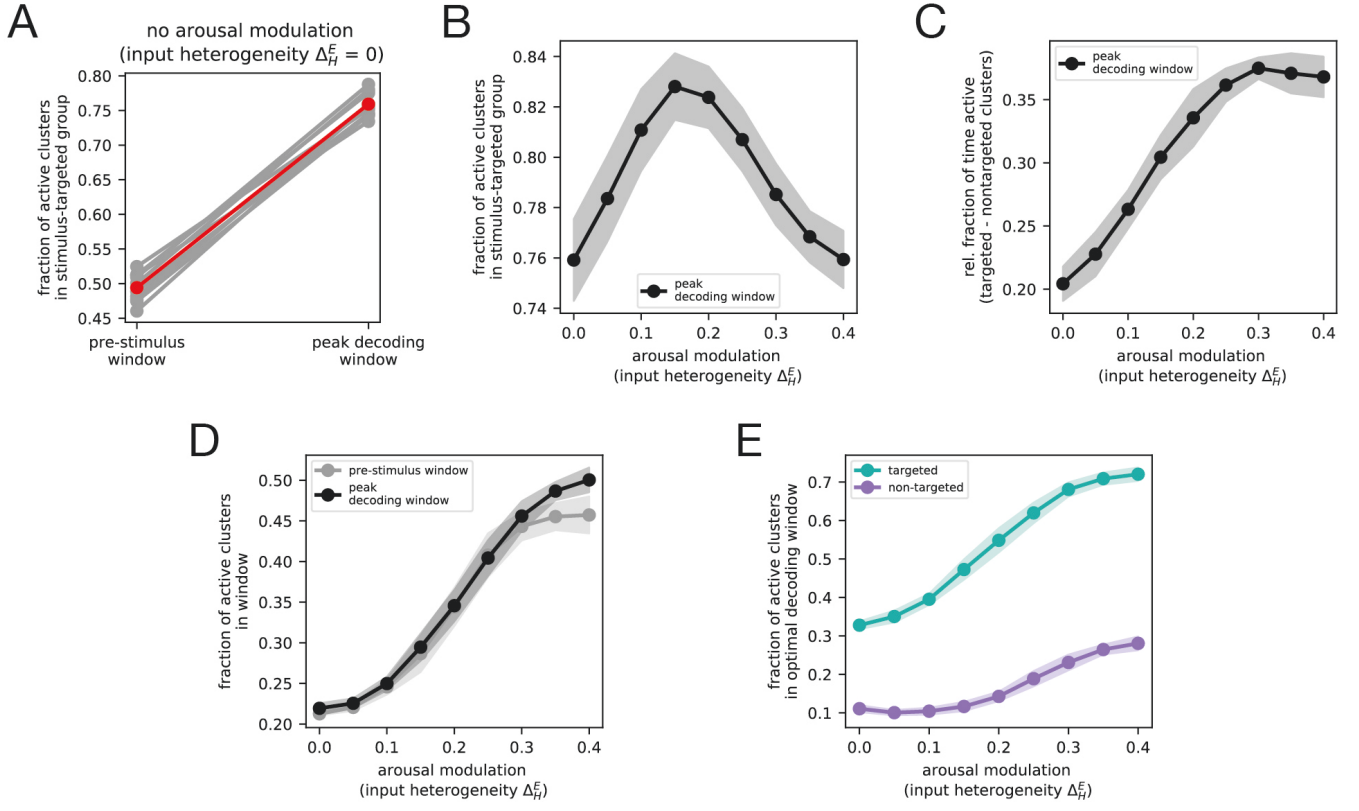 A
no arousal modulation
(input heterogeneity Δ_H^E = 0)
fraction of active clusters
in stimulus-targeted group
0.80
0.75
0.70
0.65
0.60
0.55
0.50
0.45
pre-stimulus
window
peak decoding
window
B
fraction of active clusters
in stimulus-targeted group
0.84
0.82
0.80
0.78
0.76
0.74
peak
decoding window
0.0
0.1
0.2
0.3
0.4
arousal modulation
(input heterogeneity Δ_H^E)
C
rel. fraction of time active
(targeted - nontargeted clusters)
peak
decoding window
0.35
0.30
0.25
0.20
0.0
0.1
0.2
0.3
0.4
arousal modulation
(input heterogeneity Δ_H^E)
D
fraction of active clusters
in window
pre-stimulus window
peak
decoding window
0.50
0.45
0.40
0.35
0.30
0.25
0.20
0.0
0.1
0.2
0.3
0.4
arousal modulation
(input heterogeneity Δ_H^E)
E
fraction of active clusters
in optimal decoding window
targeted
non-targeted
0.7
0.6
0.5
0.4
0.3
0.2
0.1
0.0
0.1
0.2
0.3
0.4
arousal modulation
(input heterogeneity Δ_H^E)